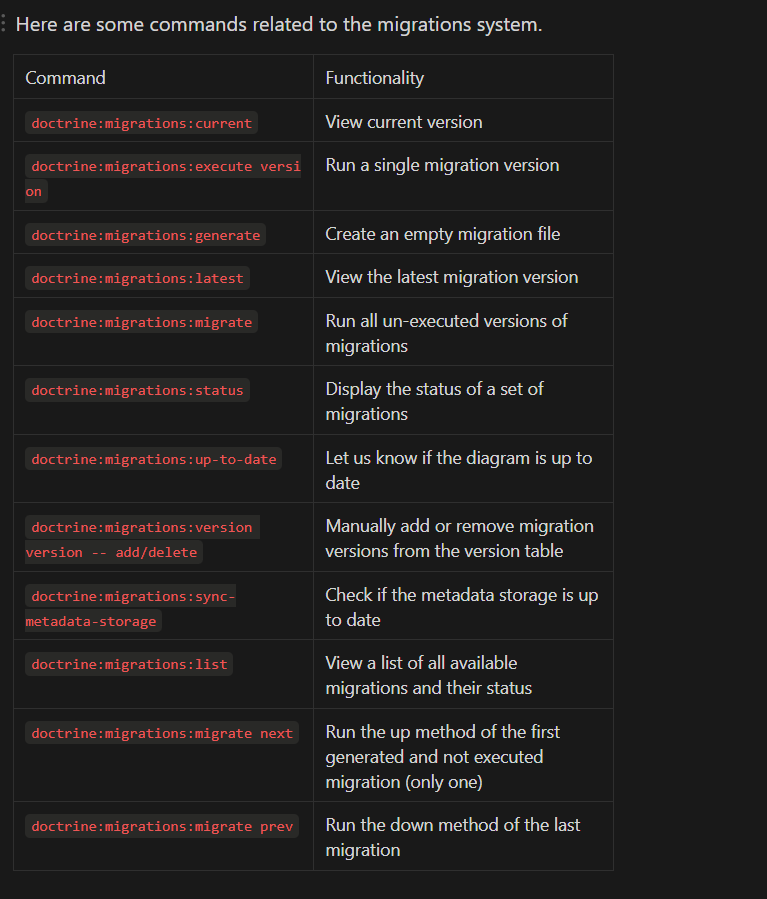 Here are some commands related to the migrations system.
Command
Functionality
doctrine:migrations:current
View current version
doctrine:migrations:execute versi
on
Run a single migration version
doctrine:migrations:generate
Create an empty migration file
doctrine:migrations:latest
View the latest migration version
doctrine:migrations:migrate
Run all un-executed versions of
migrations
doctrine:migrations:status
Display the status of a set of
migrations
doctrine:migrations:up-to-date
Let us know if the diagram is up to
date
doctrine:migrations:version
version -- add/delete
Manually add or remove migration
versions from the version table
doctrine:migrations:sync-
metadata-storage
Check if the metadata storage is up
to date
doctrine:migrations:list
View a list of all available
migrations and their status
doctrine:migrations:migrate next
Run the up method of the first
generated and not executed
migration (only one)
doctrine:migrations:migrate prev
Run the down method of the last
migration